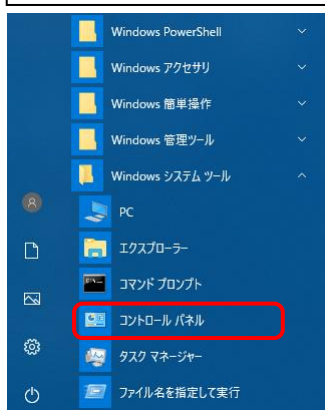 Windows PowerShell
Windows アクセサリ
Windows 簡単操作
Windows 管理ツール
Windows システム ツール
PC
エクスプローラー
コマンド プロンプト
コントロール パネル
タスク マネージャー
ファイル名を指定して実行